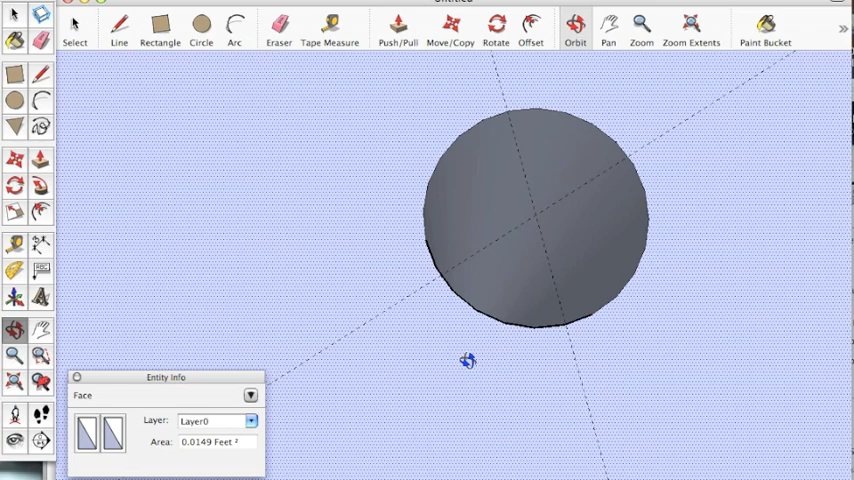 Untitled
Select Line Rectangle Circle Arc Eraser Tape Measure Push/Pull Move/Copy Rotate Offset Orbit Pan Zoom Zoom Extents Paint Bucket »
Entity Info
Face
Layer: Layer0
Area: 0.0149 Feet ²